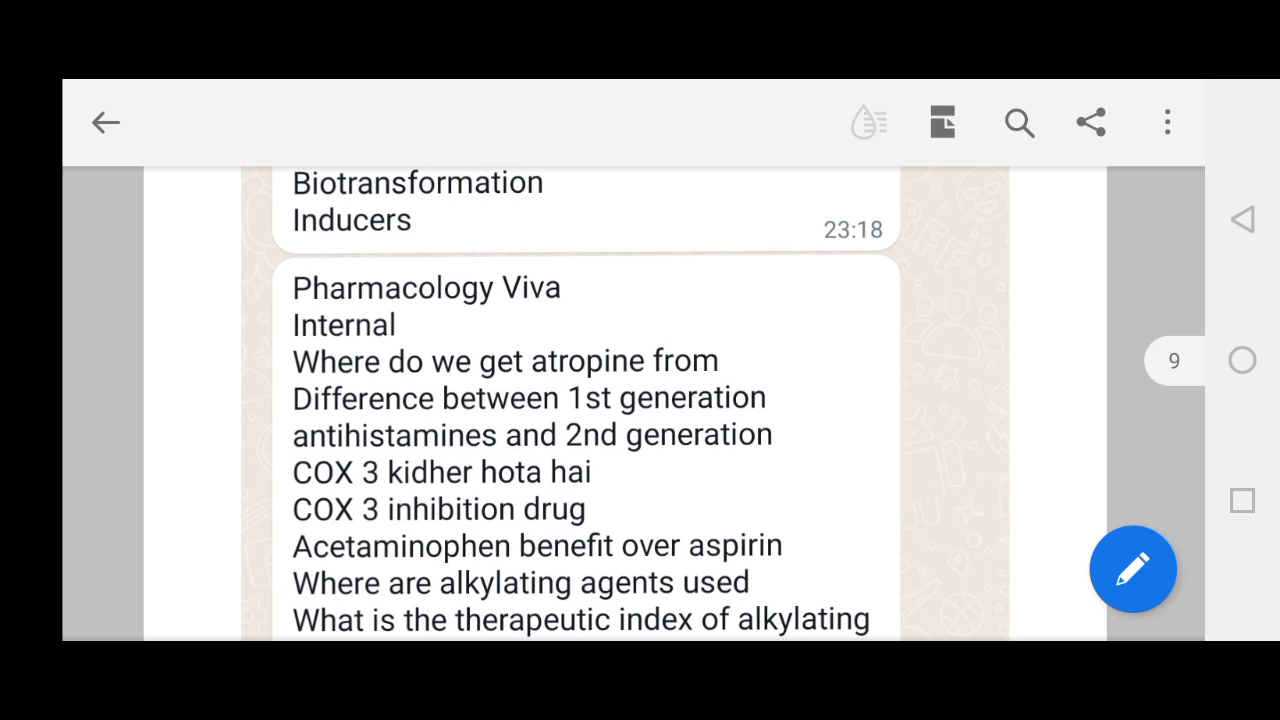 Biotransformation
Inducers
23:18
Pharmacology Viva
Internal
Where do we get atropine from
Difference between 1st generation
antihistamines and 2nd generation
COX 3 kidher hota hai
COX 3 inhibition drug
Acetaminophen benefit over aspirin
Where are alkylating agents used
What is the therapeutic index of alkylating
9